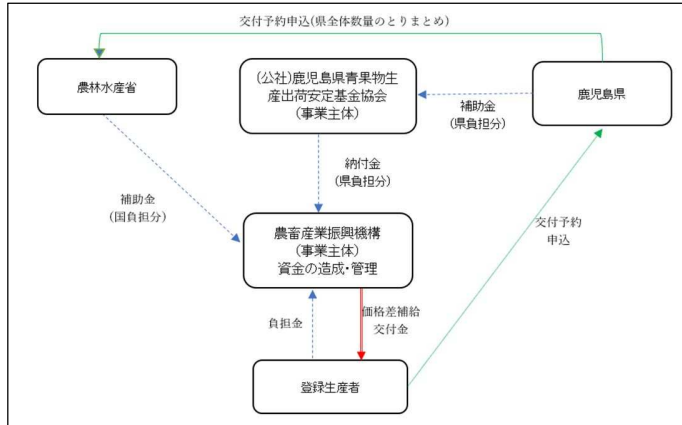 交付予約申込(県全体数量のとりまとめ)
農林水産省
(公社)鹿児島県青果物生
産出荷安定基金協会
(事業主体)
鹿児島県
補助金
(県負担分)
納付金
(県負担分)
補助金
(国負担分)
農畜産業振興機構
(事業主体)
資金の造成・管理
交付予約
申込
負担金
価格差補給
交付金
登録生産者